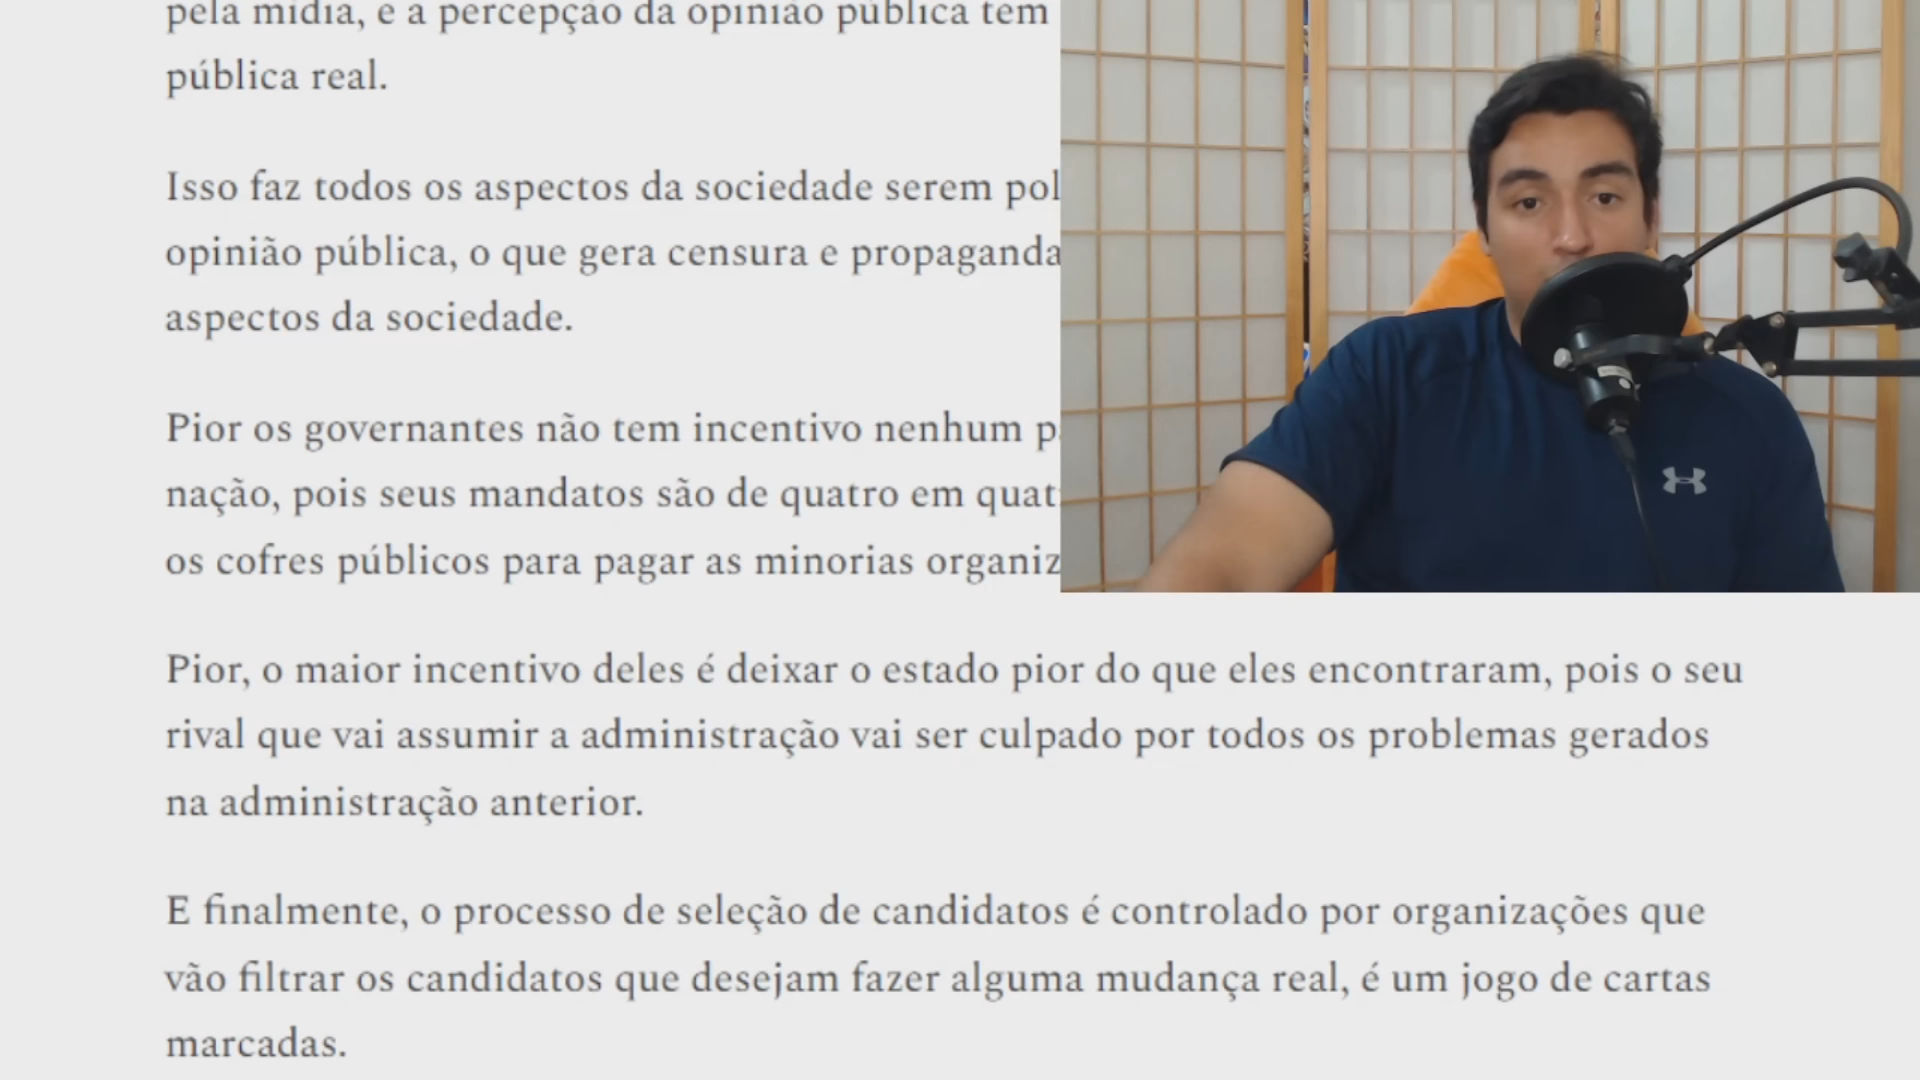 pela mídia, e a percepção da opinião pública tem
pública real.
Isso faz todos os aspectos da sociedade serem pol
opinião pública, o que gera censura e propaganda
aspectos da sociedade.
Pior os governantes não tem incentivo nenhum
nação, pois seus mandatos são de quatro em quat
os cofres públicos para pagar as minorias organiz
Pior, o maior incentivo deles é deixar o estado pior do que eles encontraram, pois o seu
rival que vai assumir a administração vai ser culpado por todos os problemas gerados
na administração anterior.
E finalmente, o processo de seleção de candidatos é controlado por organizações que
vão filtrar os candidatos que desejam fazer alguma mudança real, é um jogo de cartas
marcadas.